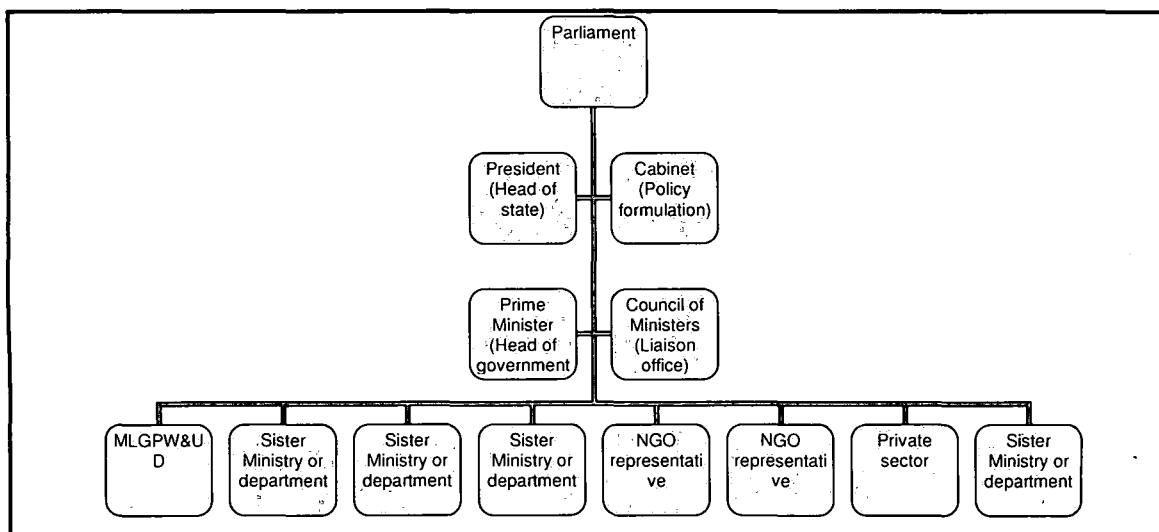 Parliament
President
(Head of
state)
Cabinet
(Policy
formulation)
Prime
Minister
(Head of
government
Council of
Ministers
(Liaison
office)
MLGPW&U
D
Sister
Ministry or
department
Sister
Ministry or
department
Sister
Ministry or
department
NGO
representati
ve
NGO
representati
ve
Private
sector
Sister
Ministry or
department